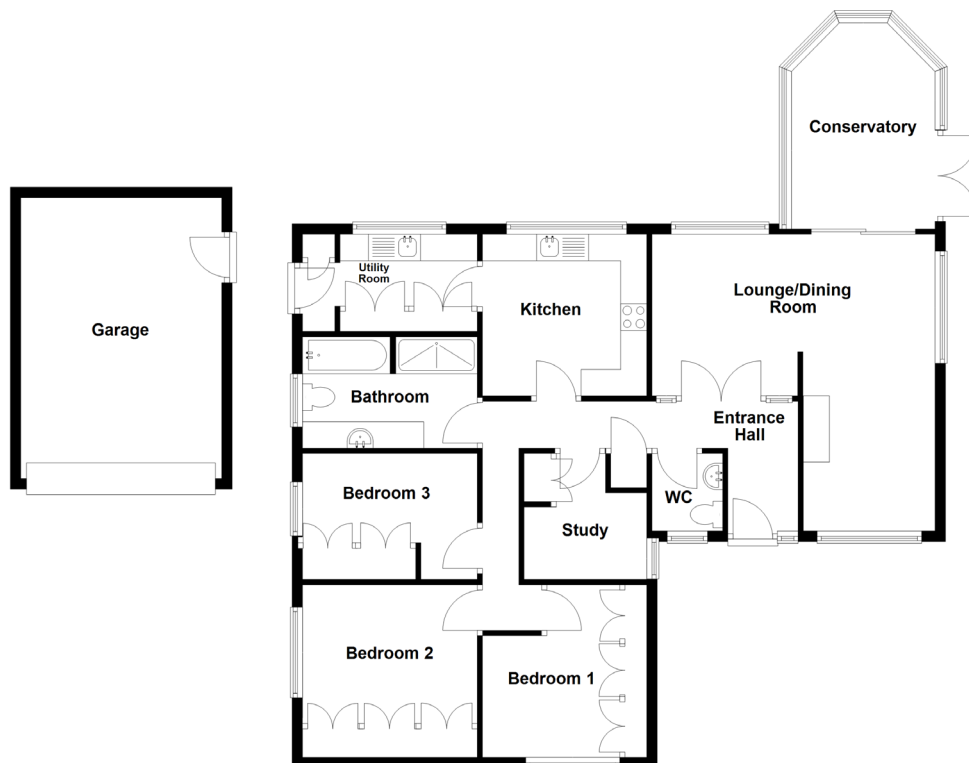 Conservatory
Utility
Room
Lounge/Dining
Room
Kitchen
Garage
Bathroom
Entrance
Hall
Bedroom 3
WC
Study
Bedroom 2
Bedroom 1